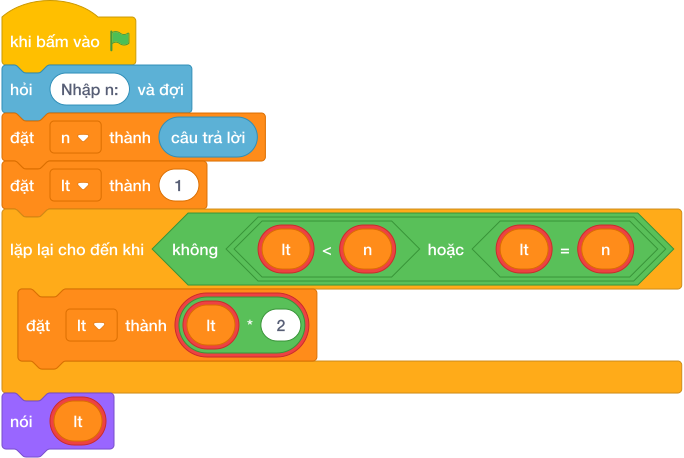 khi bấm vào
hỏi Nhập n: và đợi
đặt n thành câu trả lời
đặt lt thành 1
lặp lại cho đến khi không lt < n hoặc lt = n
đặt lt thành lt * 2
nói lt